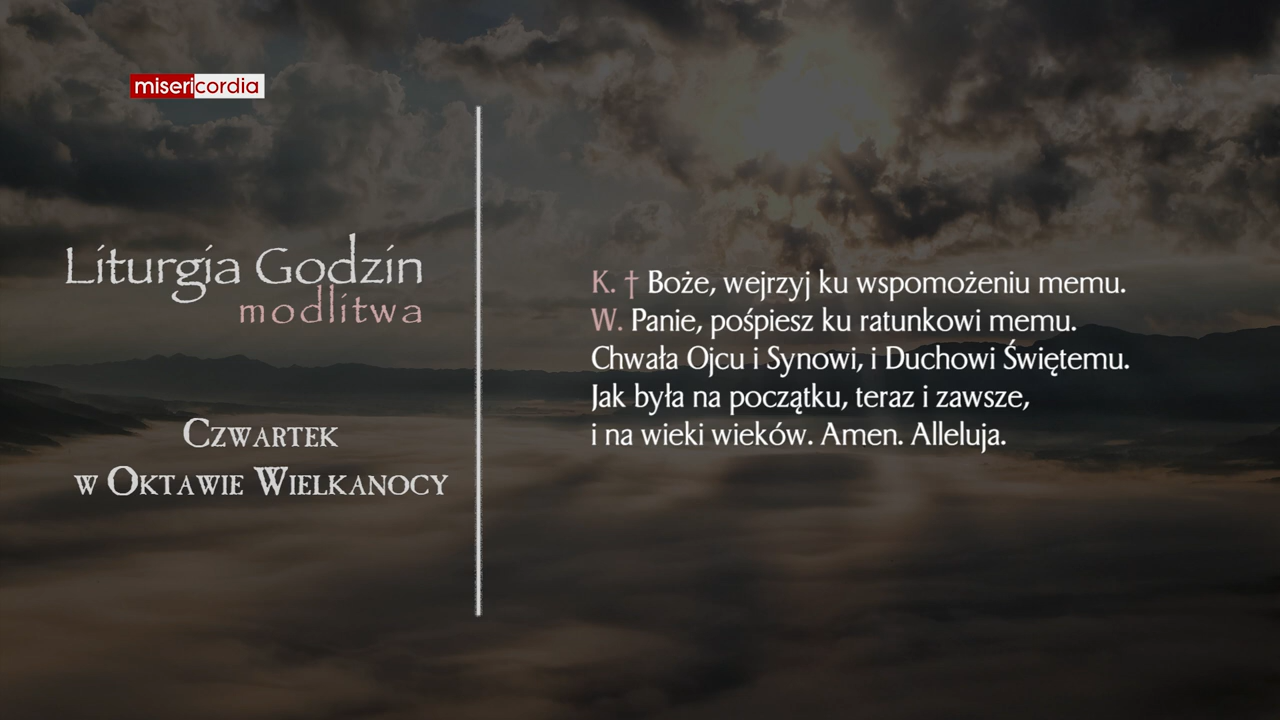 misericordia
Liturgia Godzin
modlitwa
Czwartek
w Oktawie Wielkanocy
K. † Boże, wejrzyj ku wspomożeniu memu.
W. Panie, pośpiesz ku ratunkowi memu.
Chwała Ojcu i Synowi, i Duchowi Świętemu.
Jak była na początku, teraz i zawsze,
i na wieki wieków. Amen. Alleluja.